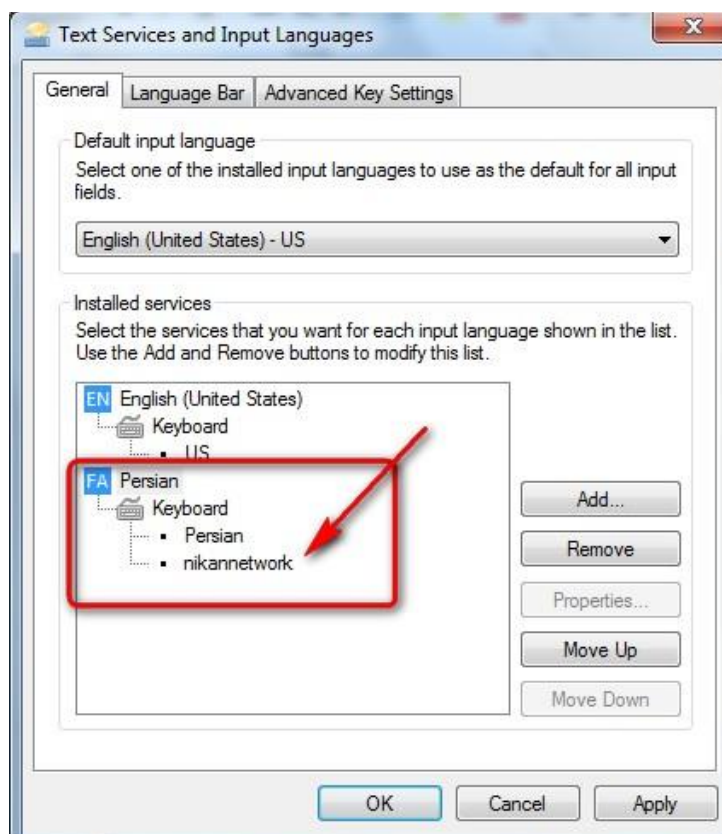 Text Services and Input Languages
General
Language Bar
Advanced Key Settings
Default input language
Select one of the installed input languages to use as the default for all input
fields.
English (United States) - US
Installed services
Select the services that you want for each input language shown in the list.
Use the Add and Remove buttons to modify this list.
EN English (United States)
Keyboard
US
FA Persian
Keyboard
Persian
nikannetwork
Add...
Remove
Properties...
Move Up
Move Down
OK
Cancel
Apply